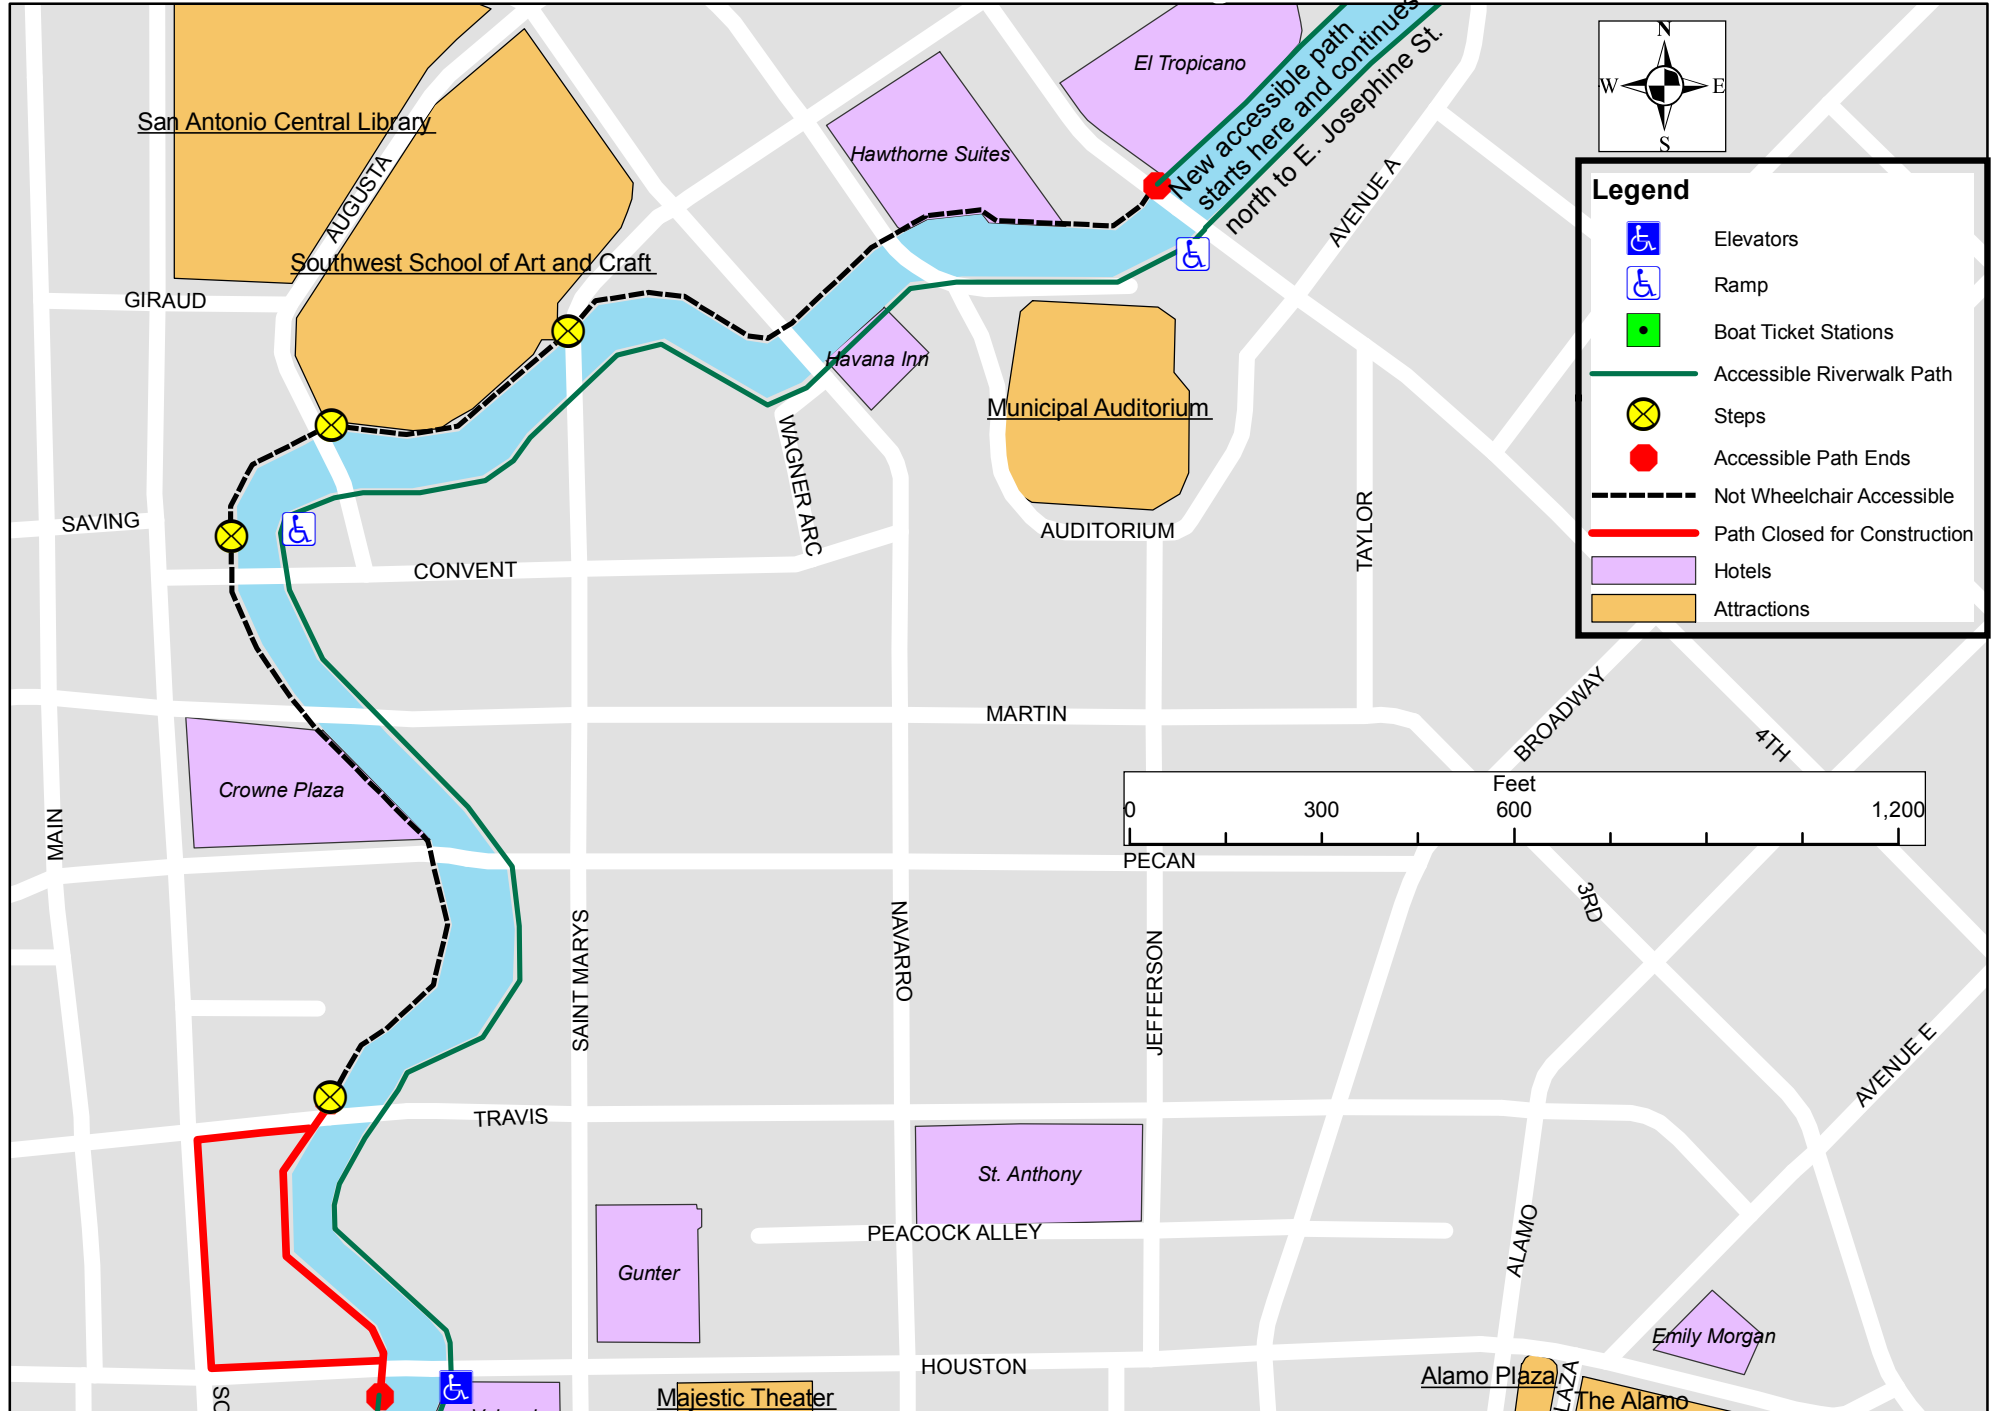 New accessible path
starts here and continues
north to E. Josephine St.
El Tropicano
N
W
E
S
San Antonio Central Library
Hawthorne Suites
AUGUSTA
AVENUE A
Southwest School of Art and Craft
GIRAUD
Legend
Elevators
Ramp
Boat Ticket Stations
Accessible Riverwalk Path
Steps
Accessible Path Ends
Not Wheelchair Accessible
Path Closed for Construction
Hotels
Attractions
Havana Inn
Municipal Auditorium
WAGNER ARC
SAVING
AUDITORIUM
TAYLOR
CONVENT
MARTIN
BROADWAY
4TH
Crowne Plaza
Feet
0 300 600 1,200
MAIN
PECAN
3RD
SAINT MARYS
NAVARRO
JEFFERSON
AVENUE E
TRAVIS
St. Anthony
PEACOCK ALLEY
ALAMO
Gunter
Emily Morgan
HOUSTON
Alamo Plaza
Majestic Theater
The Alamo